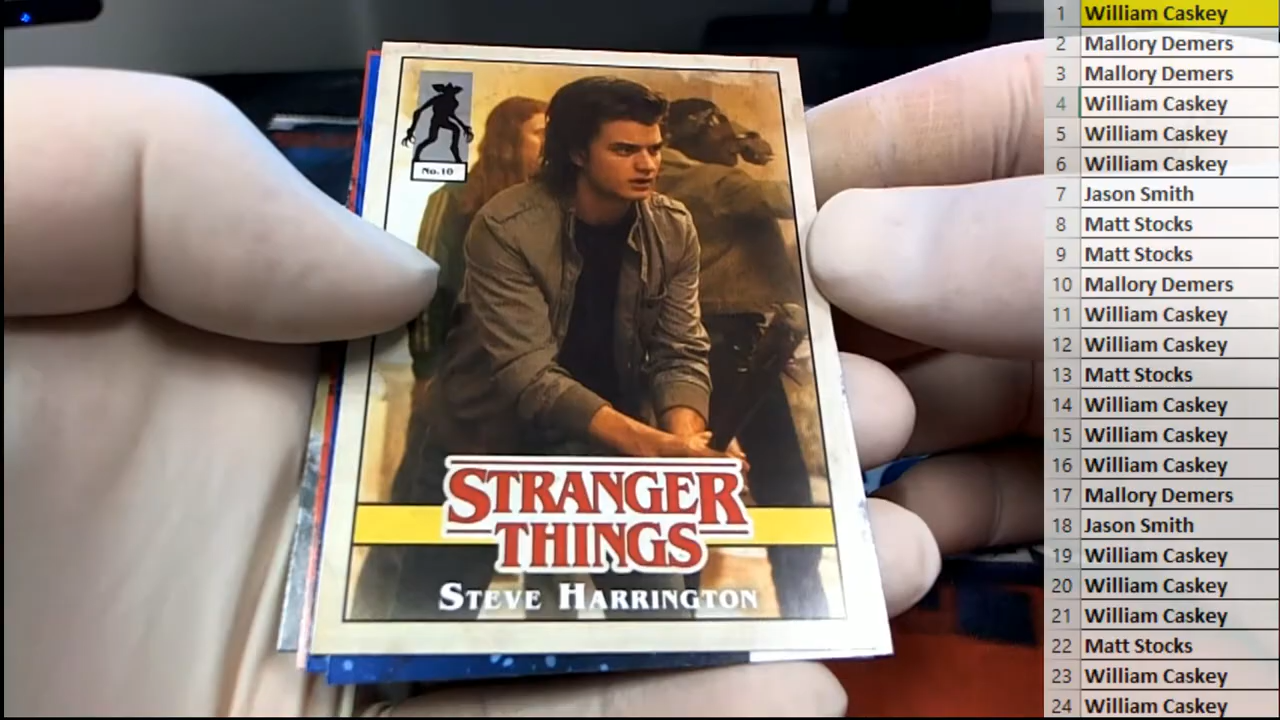 No.10
STRANGER
THINGS
STEVE HARRINGTON
1 William Caskey
2 Mallory Demers
3 Mallory Demers
4 William Caskey
5 William Caskey
6 William Caskey
7 Jason Smith
8 Matt Stocks
9 Matt Stocks
10 Mallory Demers
11 William Caskey
12 William Caskey
13 Matt Stocks
14 William Caskey
15 William Caskey
16 William Caskey
17 Mallory Demers
18 Jason Smith
19 William Caskey
20 William Caskey
21 William Caskey
22 Matt Stocks
23 William Caskey
24 William Caskey